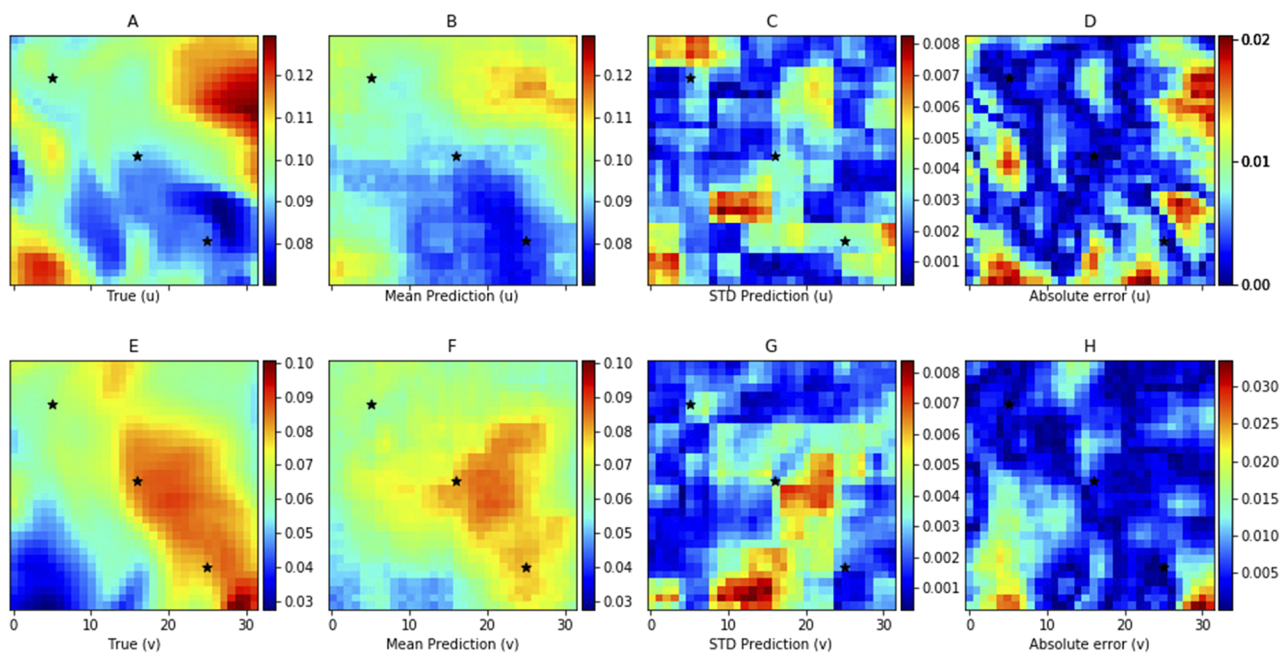 A B C D
0.12 0.12 0.008 0.02
0.007
0.11 0.11 0.006
0.005
0.10 0.10 0.004 0.01
0.09 0.09 0.003
0.08 0.08 0.002
0.001
0.00
True (u) Mean Prediction (u) STD Prediction (u) Absolute error (u)
E F G H
0.10 0.10 0.008
0.09 0.09 0.007 0.030
0.08 0.08 0.006 0.025
0.07 0.07 0.005 0.020
0.06 0.06 0.004 0.015
0.05 0.05 0.003 0.010
0.04 0.04 0.002
0.03 0.03 0.001 0.005
0 10 20 30 0 10 20 30 0 10 20 30 0 10 20 30
True (v) Mean Prediction (v) STD Prediction (v) Absolute error (v)